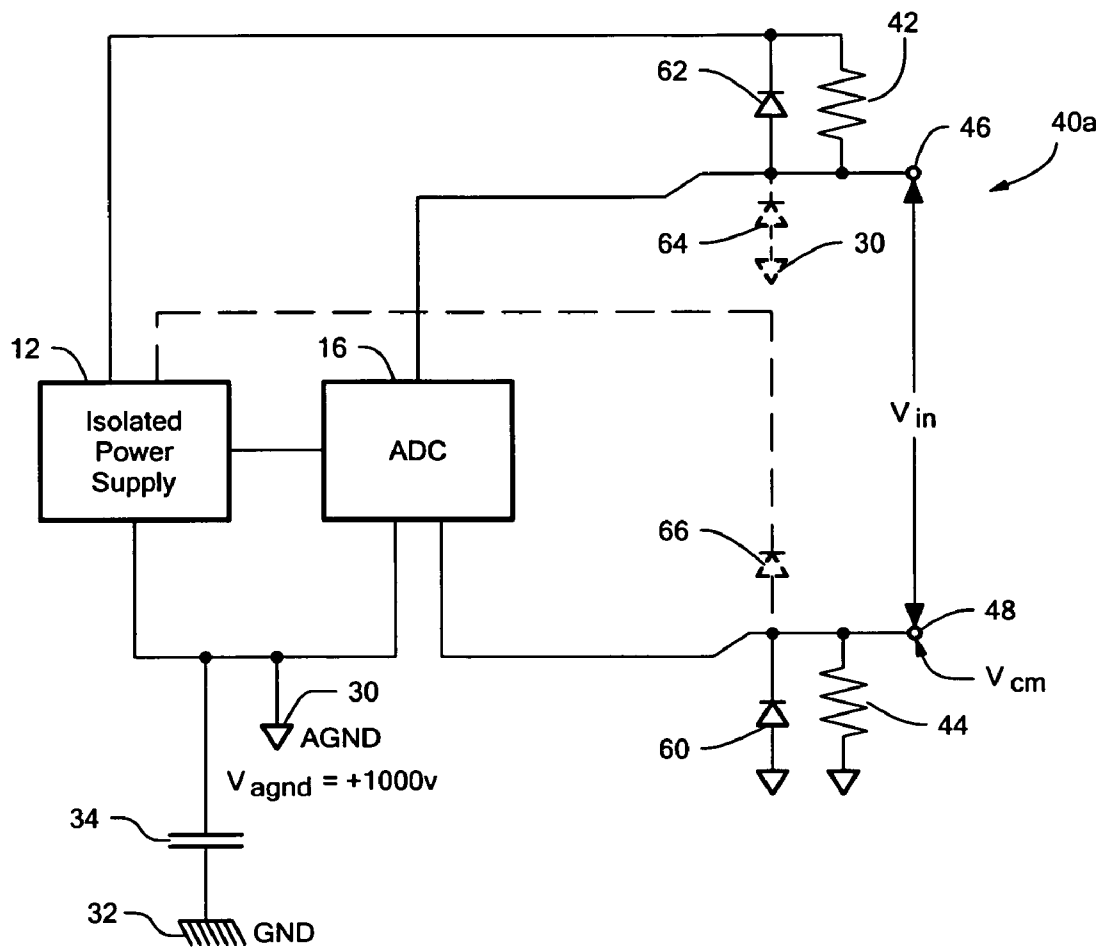 42
62
46
40a
64
30
12
16
Isolated
Power
Supply
ADC
V in
66
48
30
AGND
V cm
60
44
V agnd = +1000v
34
32
GND